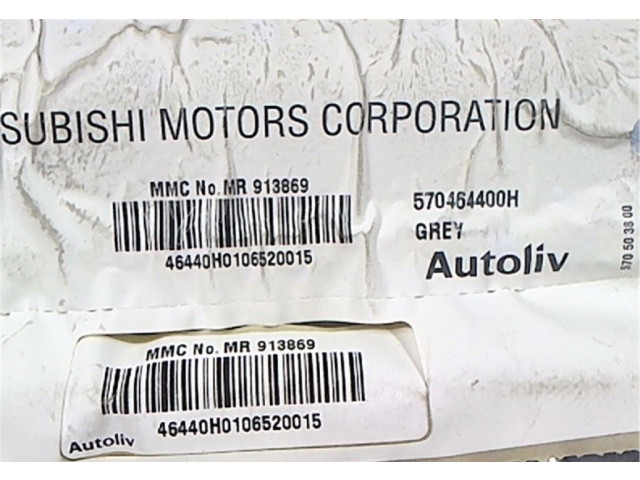 SUBISHI MOTORS CORPORATION
MMC No. MR 913869
46440H0106520015
570464400H
GREY
Autoliv
570 50 38 00
MMC No. MR 913869
46440H0106520015
Autoliv